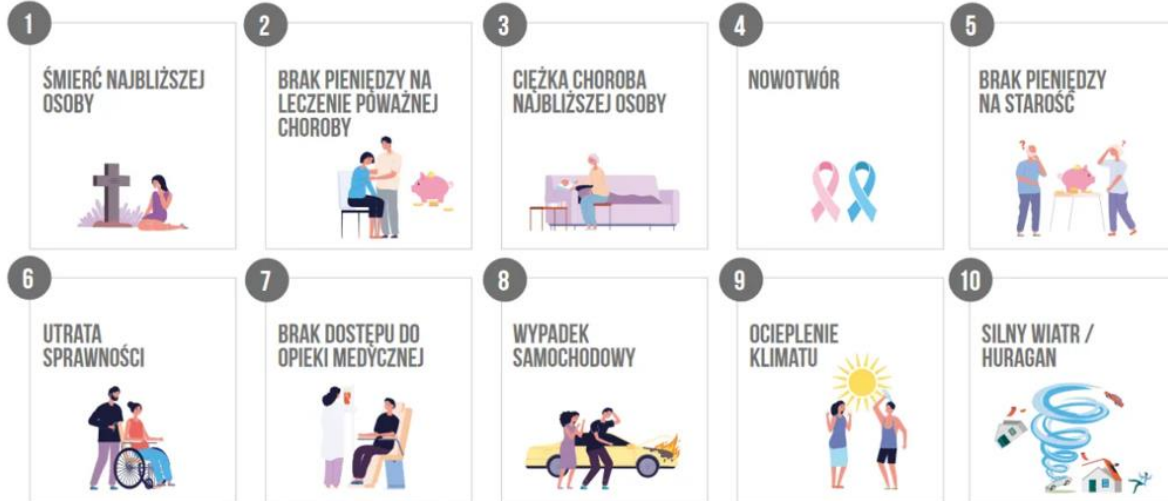 1
ŚMIERĆ NAJBLIŻSZEJ
OSOBY
2
BRAK PIENIĘDZY NA
LECZENIE POWAŻNEJ
CHOROBY
3
CIĘŻKA CHOROBA
NAJBLIŻSZEJ OSOBY
4
NOWOTWÓR
5
BRAK PIENIĘDZY
NA STAROŚĆ
6
UTRATA
SPRAWNOŚCI
7
BRAK DOSTĘPU DO
OPIEKI MEDYCZNEJ
8
WYPADEK
SAMOCHODOWY
9
OCIEPLENIE
KLIMATU
10
SILNY WIATR /
HURAGAN